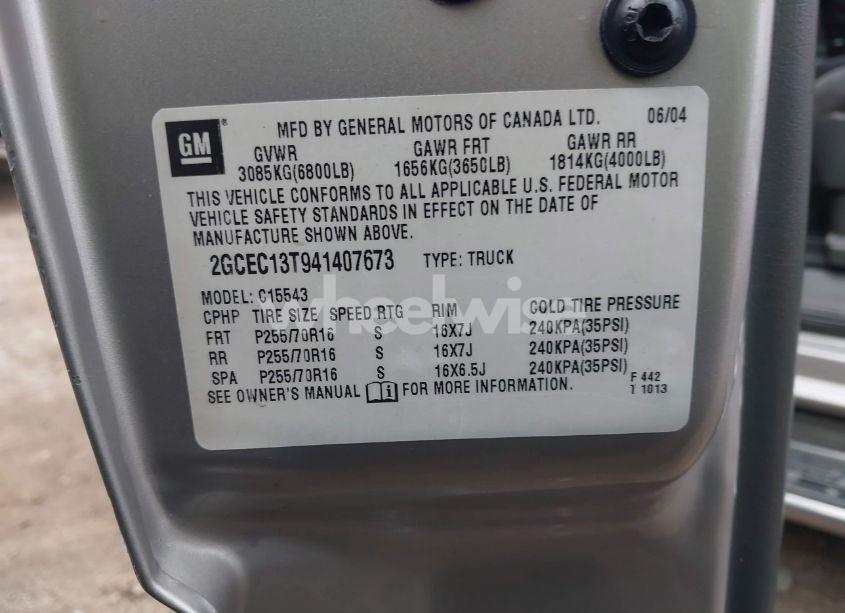 GM® MFD BY GENERAL MOTORS OF CANADA LTD. 06/04
GVWR GAWR FRT GAWR RR
3085KG(6800LB) 1656KG(3650LB) 1814KG(4000LB)
THIS VEHICLE CONFORMS TO ALL APPLICABLE U.S. FEDERAL MOTOR
VEHICLE SAFETY STANDARDS IN EFFECT ON THE DATE OF
MANUFACTURE SHOWN ABOVE.
2GCEC13T941407673 TYPE: TRUCK
MODEL: C15543
CPHP TIRE SIZE/ SPEED RTG RIM COLD TIRE PRESSURE
FRT P255/70R16 S 16X7J 240KPA(35PSI)
RR P255/70R16 S 16X7J 240KPA(35PSI)
SPA P255/70R16 S 16X6.5J 240KPA(35PSI)
SEE OWNER'S MANUAL FOR MORE INFORMATION.
F 442
T 1013
wheelwise